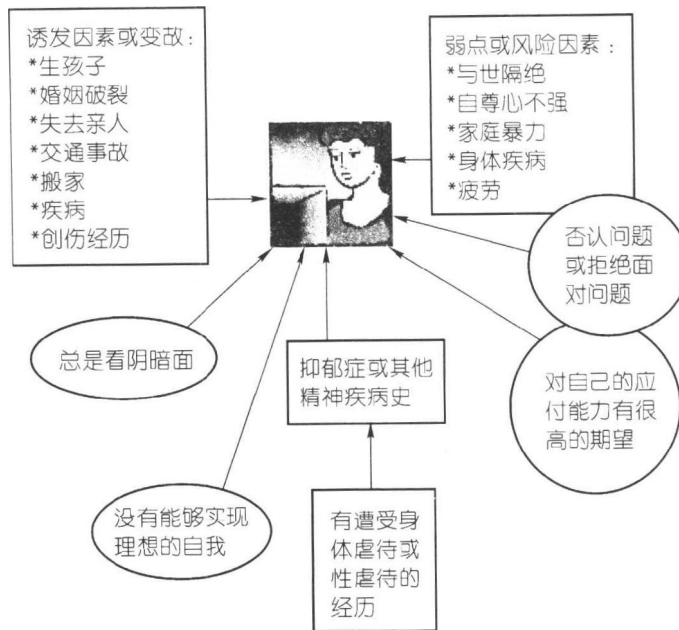 诱发因素或变故:
*生孩子
*婚姻破裂
*失去亲人
*交通事故
*搬家
*疾病
*创伤经历
弱点或风险因素:
*与世隔绝
*自尊心不强
*家庭暴力
*身体疾病
*疲劳
否认问题
或拒绝面
对问题
总是看阴暗面
抑郁症或其他
精神疾病史
对自己的应
付能力有很
高的期望
没有能够实现
理想的自我
有遭受身
体虐待或
性虐待的
经历